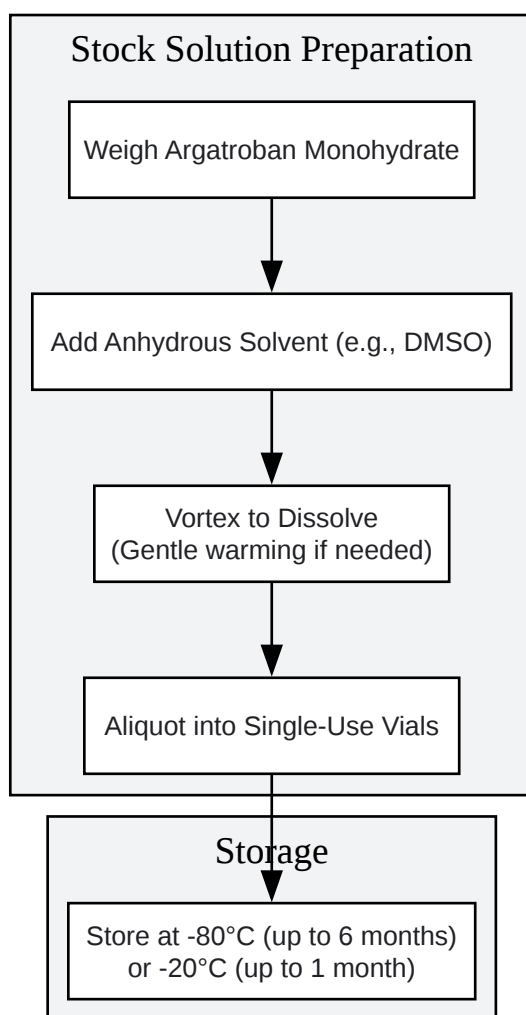 Stock Solution Preparation
Weigh Argatroban Monohydrate
Add Anhydrous Solvent (e.g., DMSO)
Vortex to Dissolve
(Gentle warming if needed)
Aliquot into Single-Use Vials
Storage
Store at -80°C (up to 6 months)
or -20°C (up to 1 month)